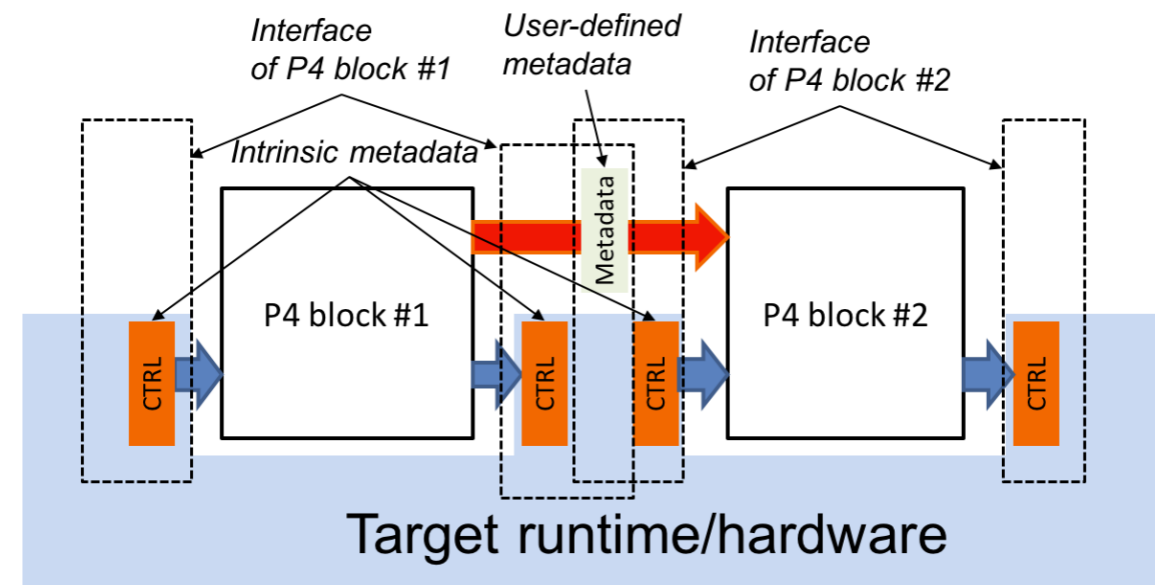 Interface
of P4 block #1
User-defined
metadata
Interface
of P4 block #2
Intrinsic metadata
Metadata
P4 block #1
P4 block #2
CTRL
CTRL
CTRL
CTRL
Target runtime/hardware